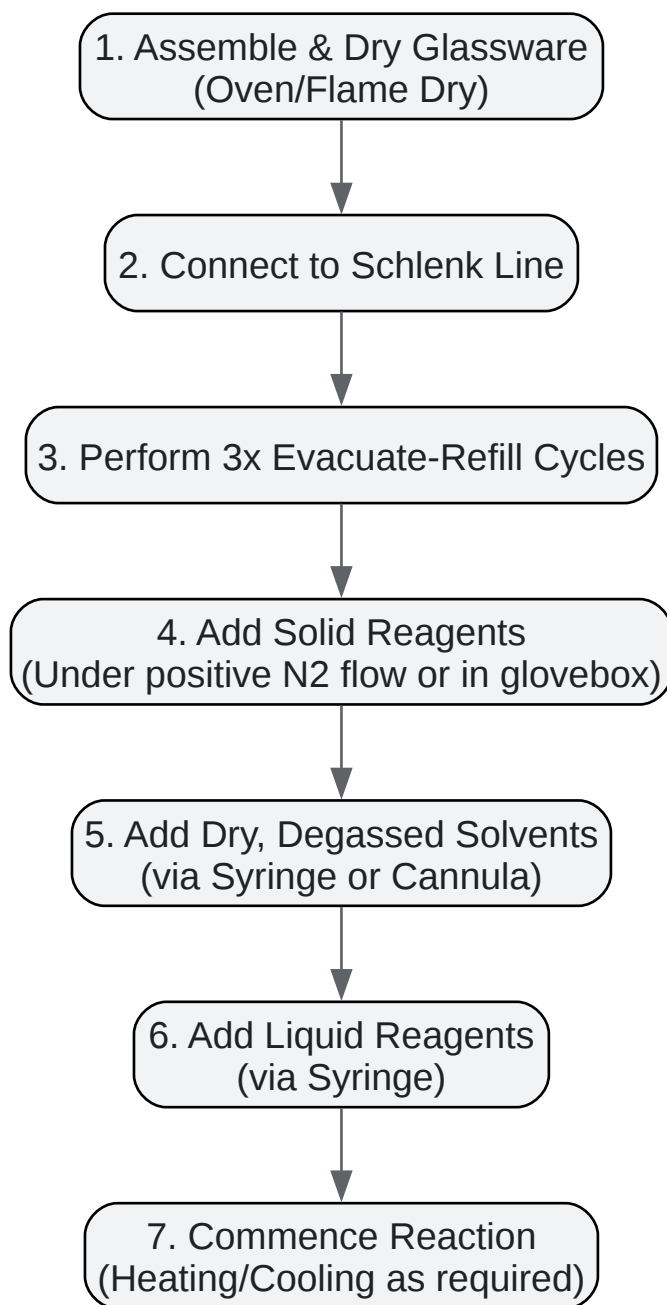 1. Assemble & Dry Glassware
(Oven/Flame Dry)
2. Connect to Schlenk Line
3. Perform 3x Evacuate-Refill Cycles
4. Add Solid Reagents
(Under positive N2 flow or in glovebox)
5. Add Dry, Degassed Solvents
(via Syringe or Cannula)
6. Add Liquid Reagents
(via Syringe)
7. Commence Reaction
(Heating/Cooling as required)